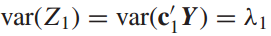 var(Z₁) = var(c′₁Y) = λ₁